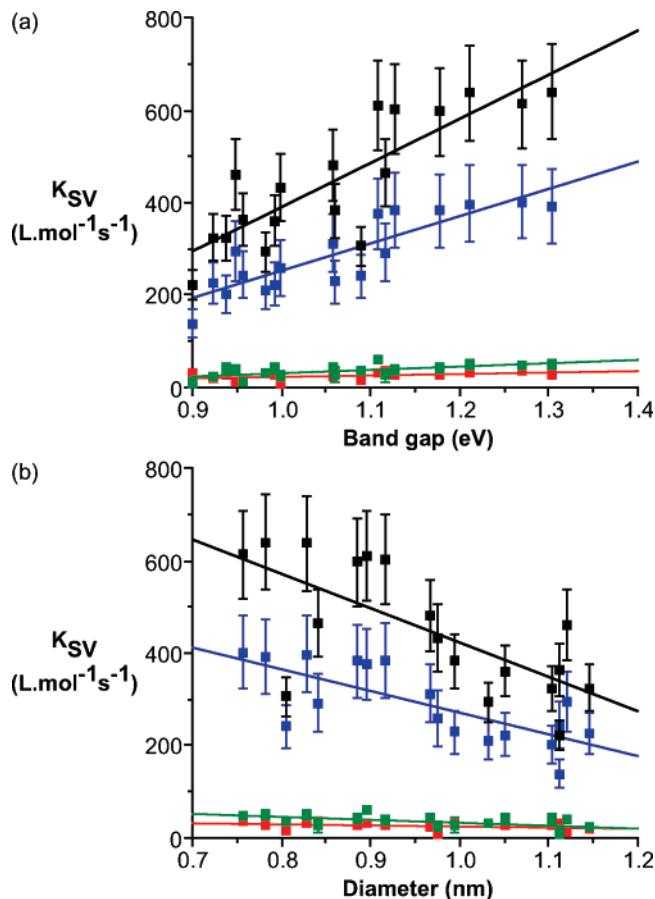 (a)
800
600
400
200
0
K_SV
(L.mol⁻¹s⁻¹)
0.9 1.0 1.1 1.2 1.3 1.4
Band gap (eV)
(b)
800
600
400
200
0
K_SV
(L.mol⁻¹s⁻¹)
0.7 0.8 0.9 1.0 1.1 1.2
Diameter (nm)